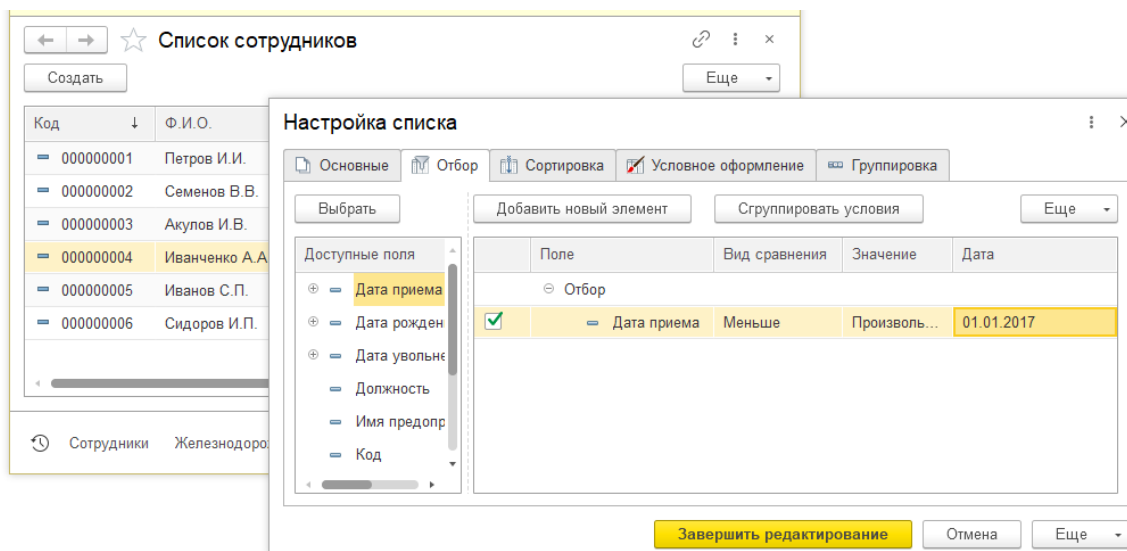 Список сотрудников
Создать
Еще
Код
Ф.И.О.
000000001 Петров И.И.
000000002 Семенов В.В.
000000003 Акулов И.В.
000000004 Иванченко А.А
000000005 Иванов С.П.
000000006 Сидоров И.П.
Сотрудники Железнодоро
Настройка списка
Основные Отбор Сортировка Условное оформление Группировка
Выбрать Добавить новый элемент Сгруппировать условия Еще
Доступные поля
Дата приема
Дата рожден
Дата увольне
Должность
Имя предопр
Код
Поле Вид сравнения Значение Дата
Отбор
Дата приема Меньше Произволь... 01.01.2017
Завершить редактирование Отмена Еще